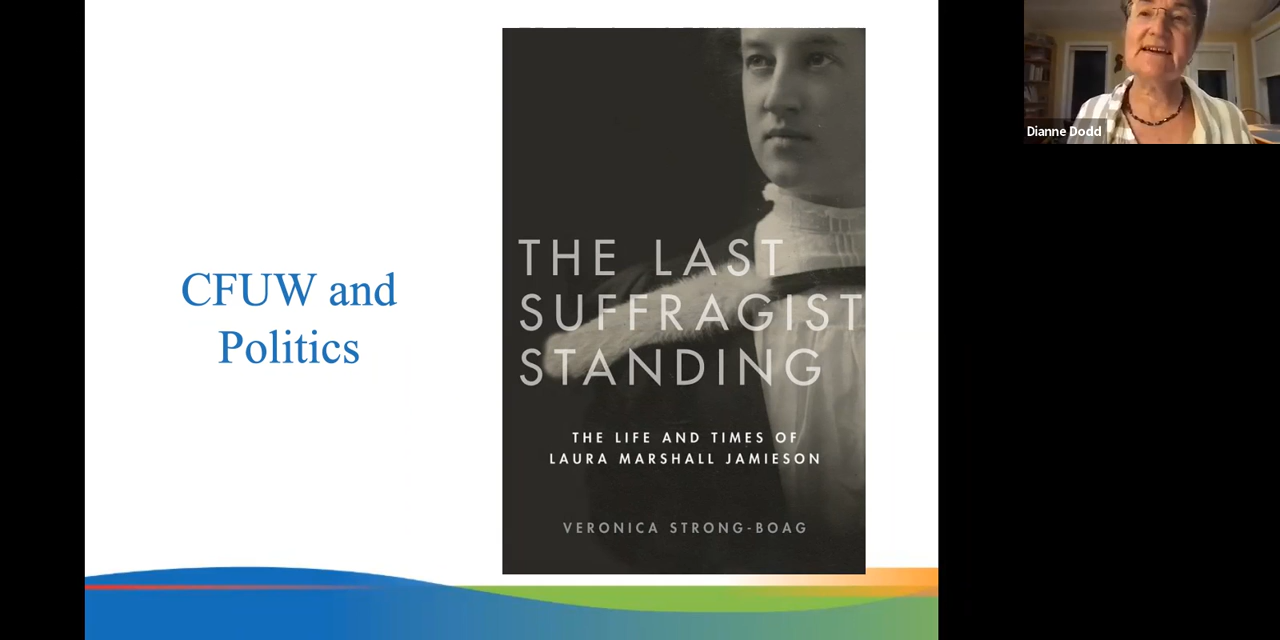 CFUW and
Politics
THE LAST
SUFFRAGIST
STANDING
THE LIFE AND TIMES OF
LAURA MARSHALL JAMIESON
VERONICA STRONG-BOAG
Dianne Dodd